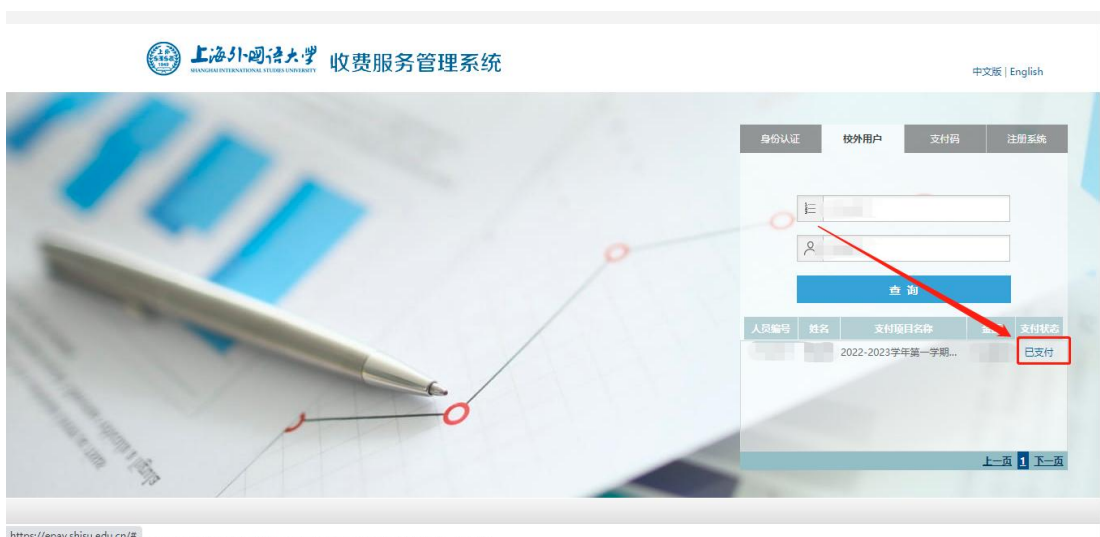 上海外国语大学 收费服务管理系统
SHANGHAI INTERNATIONAL STUDIES UNIVERSITY
中文版 | English
身份认证 校外用户 支付码 注册系统
查 询
人员编号 姓名 支付项目名称 支付状态
2022-2023学年第一学期... 已支付
上一页 1 下一页
https://epay.shisu.edu.cn/#